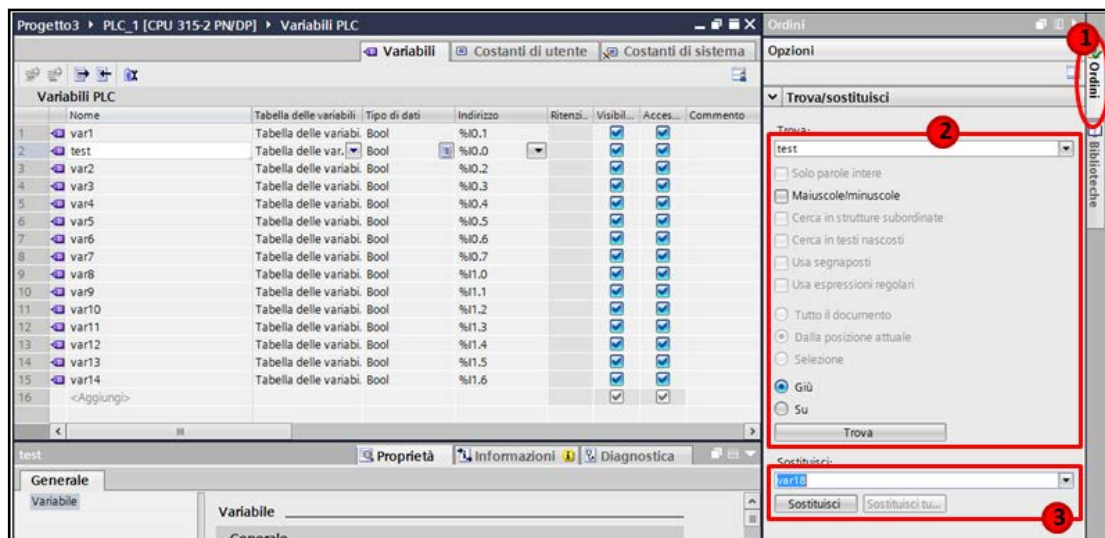 Progetto3 ▸ PLC_1 [CPU 315-2 PN/DP] ▸ Variabili PLC
Variabili
Costanti di utente
Costanti di sistema
Variabili PLC
Nome Tabella delle variabili Tipo di dati Indirizzo Ritenzi... Visibil... Acces... Commento
1 var1 Tabella delle variabi. Bool %I0.1
2 test Tabella delle var. Bool %I0.0
3 var2 Tabella delle variabi. Bool %I0.2
4 var3 Tabella delle variabi. Bool %I0.3
5 var4 Tabella delle variabi. Bool %I0.4
6 var5 Tabella delle variabi. Bool %I0.5
7 var6 Tabella delle variabi. Bool %I0.6
8 var7 Tabella delle variabi. Bool %I0.7
9 var8 Tabella delle variabi. Bool %I1.0
10 var9 Tabella delle variabi. Bool %I1.1
11 var10 Tabella delle variabi. Bool %I1.2
12 var11 Tabella delle variabi. Bool %I1.3
13 var12 Tabella delle variabi. Bool %I1.4
14 var13 Tabella delle variabi. Bool %I1.5
15 var14 Tabella delle variabi. Bool %I1.6
16 <Aggiungi>
test
Proprietà
Informazioni
Diagnostica
Generale
Variabile
Variabile
Generale
Ordini
Opzioni
Trova/sostituisci
Trova:
test
Solo parole intere
Maiuscole/minuscole
Cerca in strutture subordinate
Cerca in testi nascosti
Usa segnaposti
Usa espressioni regolari
Tutto il documento
Dalla posizione attuale
Selezione
Giù
Su
Trova
Sostituisci:
var18
Sostituisci
Sostituisci tu...
Ordini
Biblioteche
1
2
3